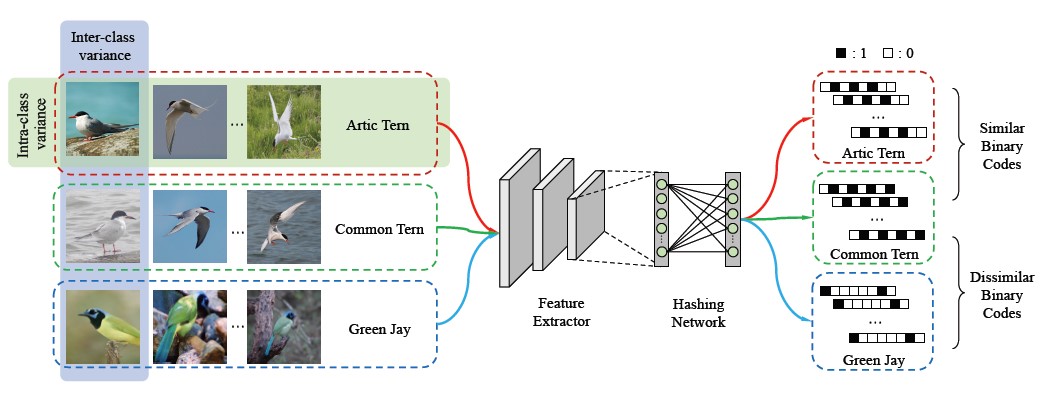 Inter-class
variance
Intra-class
variance
...
Artic Tern
...
Common Tern
...
Green Jay
Feature
Extractor
Hashing
Network
: 1 : 0
...
Artic Tern
...
Common Tern
...
Green Jay
Similar
Binary
Codes
Dissimilar
Binary
Codes